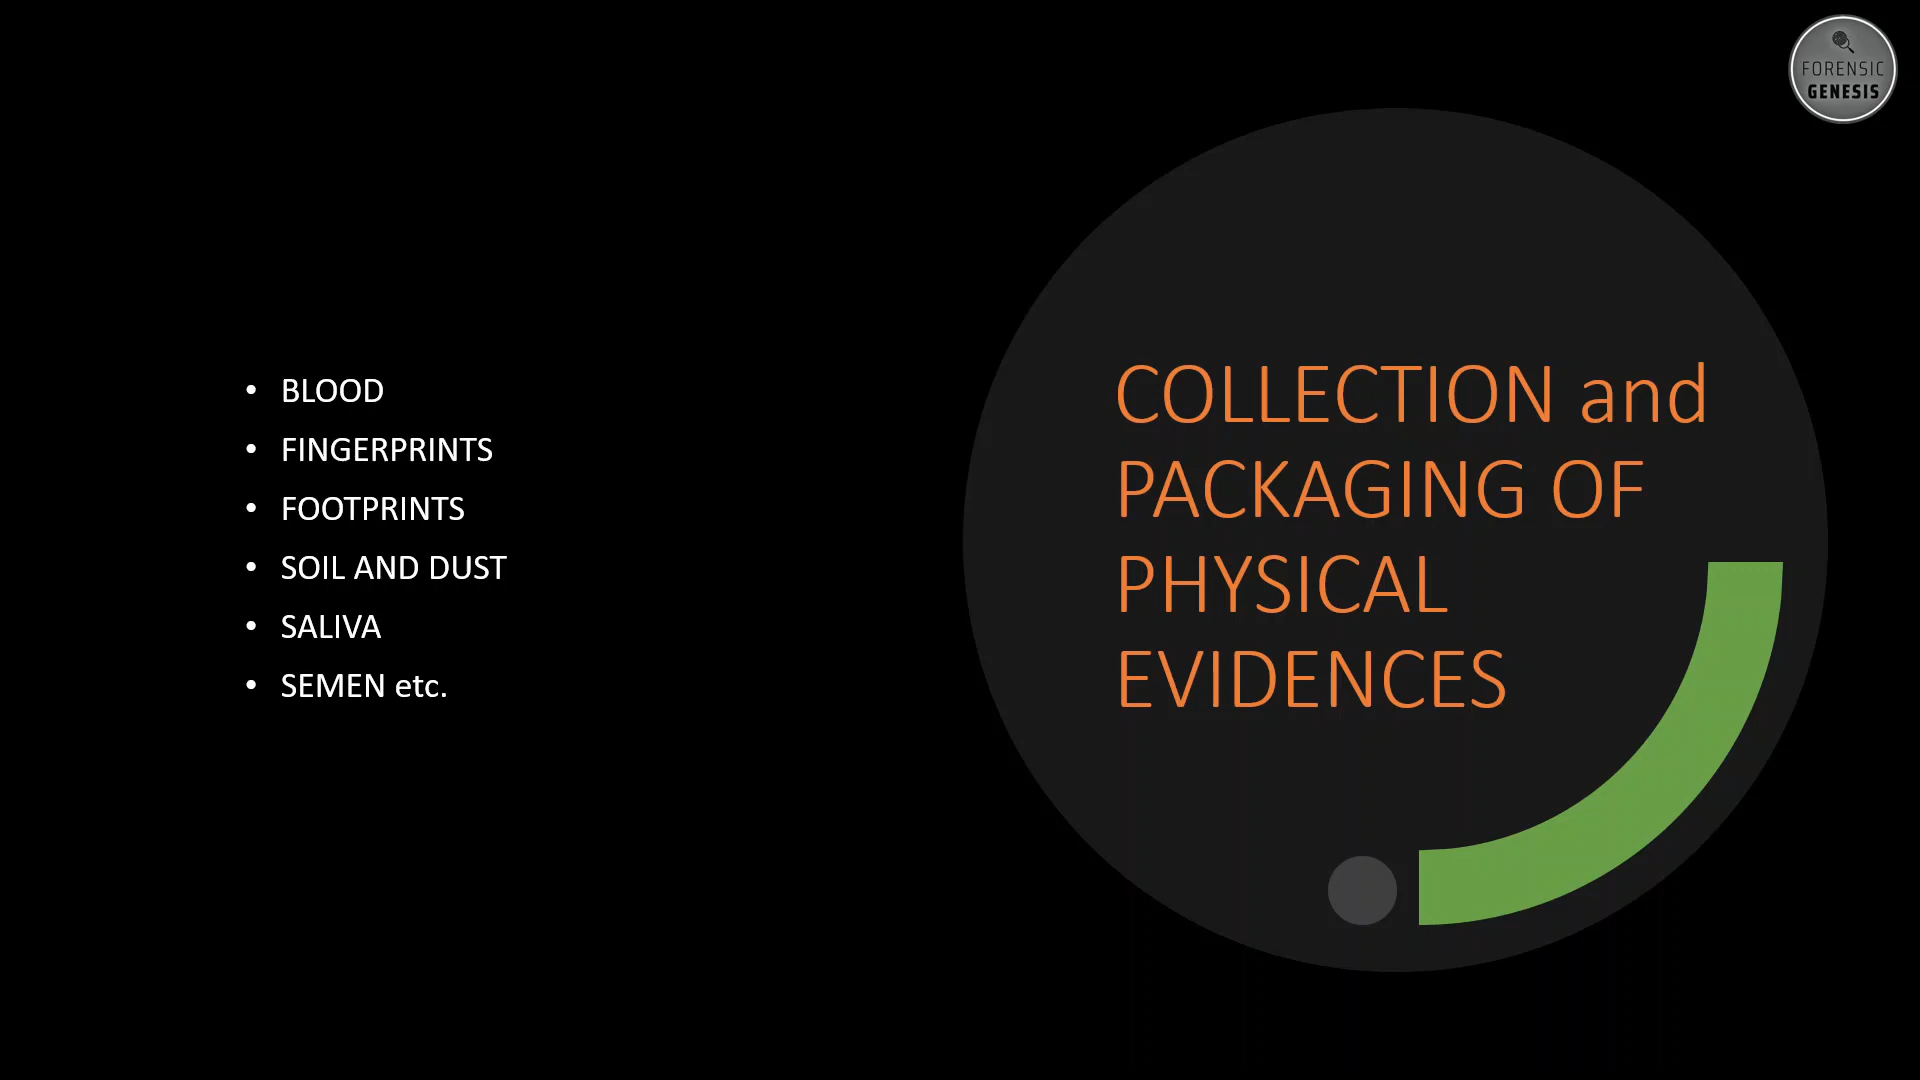 FORENSIC
GENESIS
• BLOOD
• FINGERPRINTS
• FOOTPRINTS
• SOIL AND DUST
• SALIVA
• SEMEN etc.
COLLECTION and
PACKAGING OF
PHYSICAL
EVIDENCES